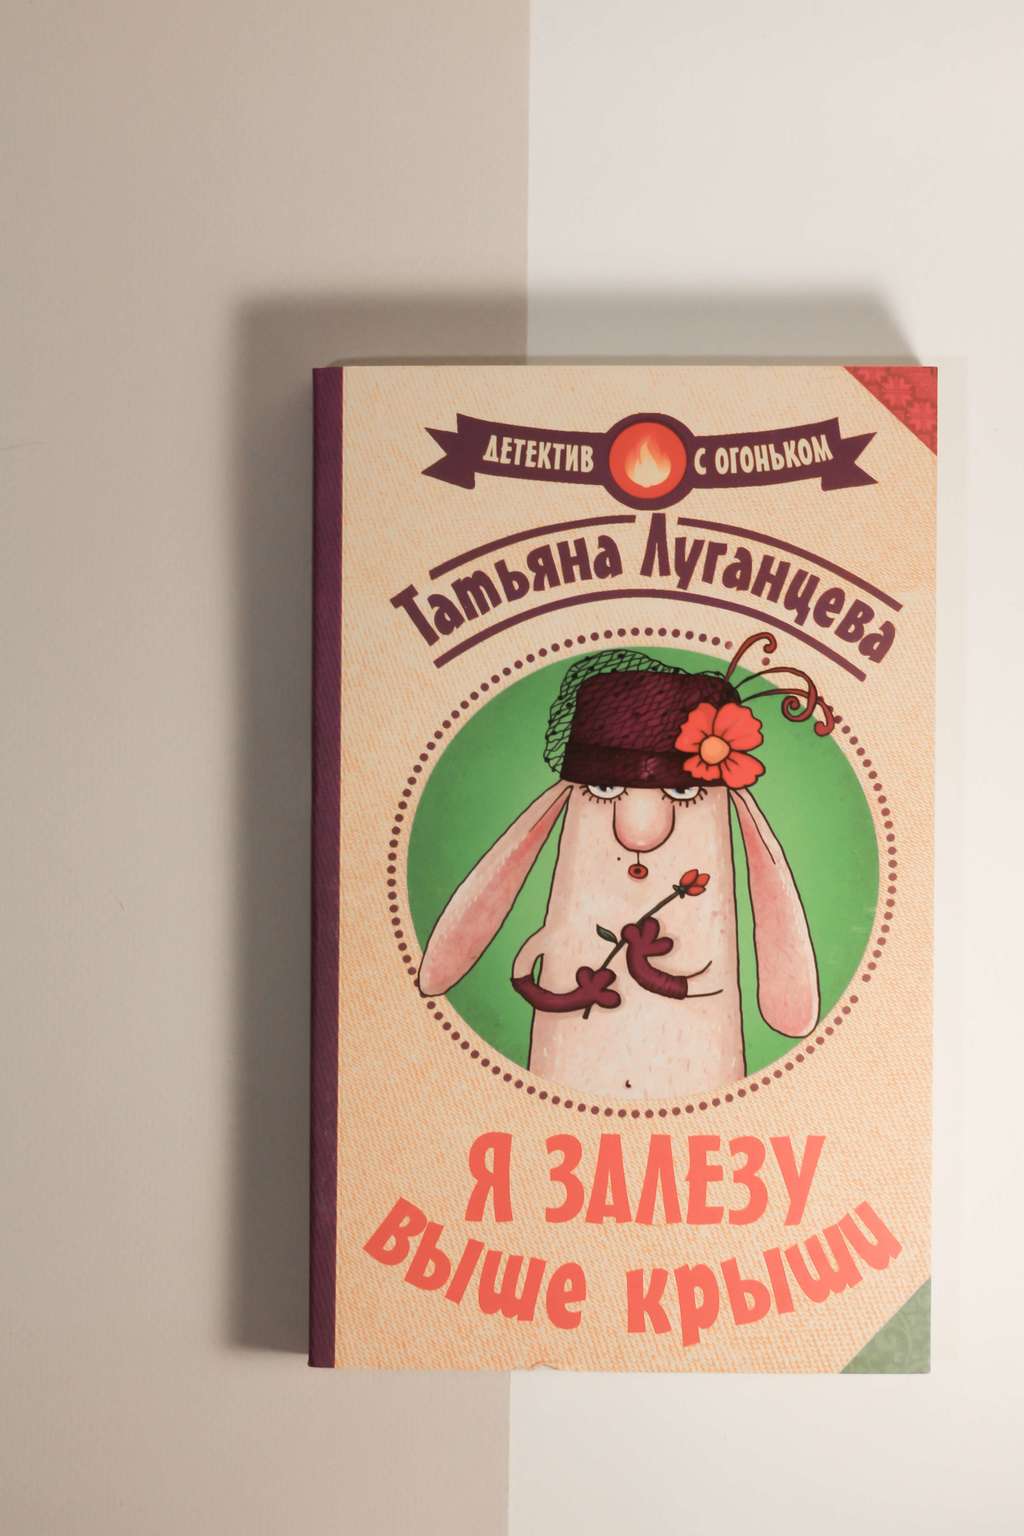 ДЕТЕКТИВ С ОГОНЬКОМ
Татьяна Луганцева
Я ЗАЛЕЗУ
выше крыши